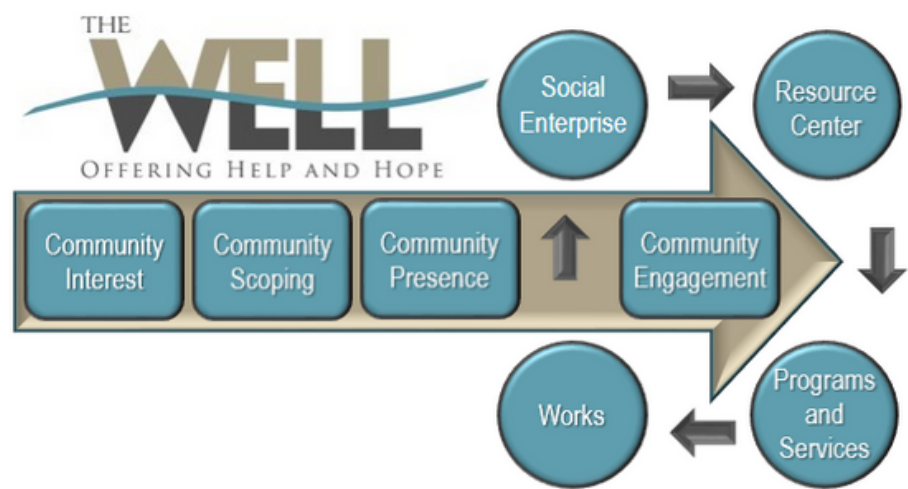 THE
WELL
OFFERING HELP AND HOPE
Social
Enterprise
Resource
Center
Community
Interest
Community
Scoping
Community
Presence
Community
Engagement
Works
Programs
and
Services